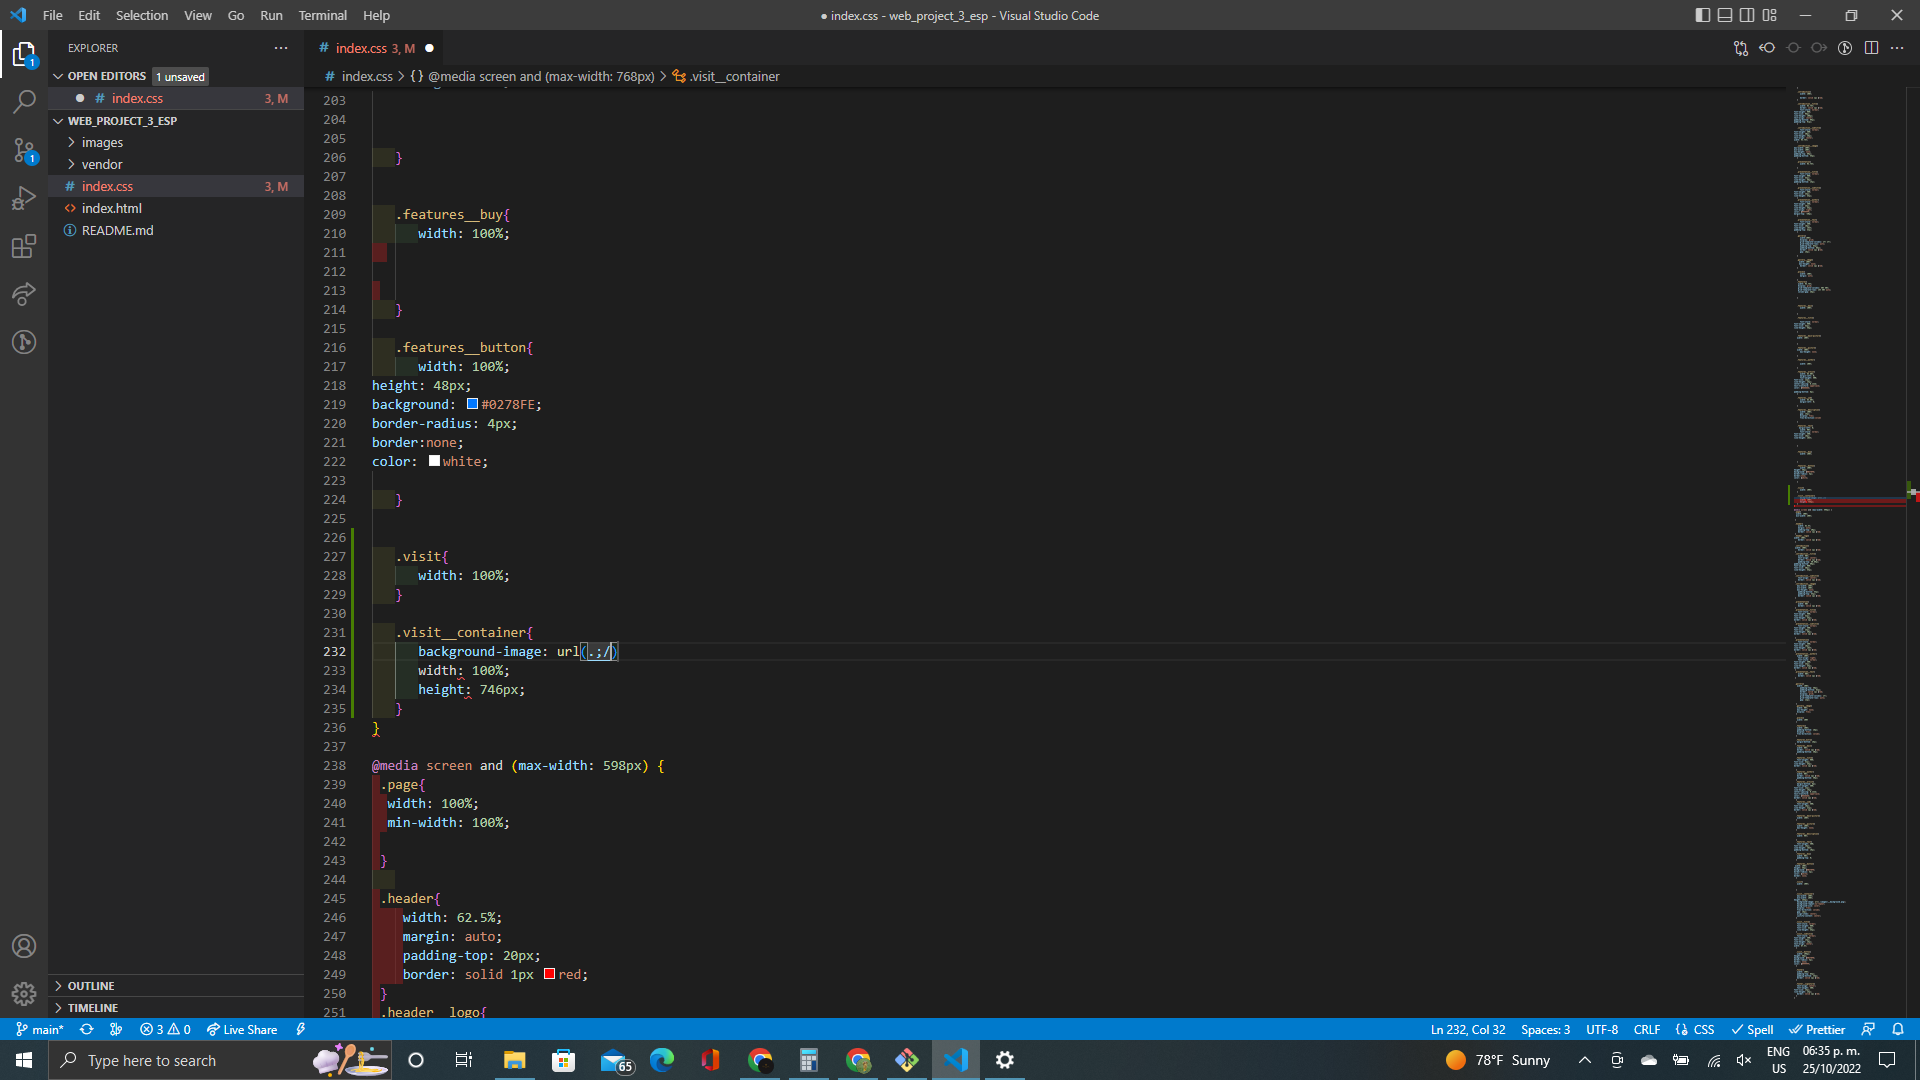 File Edit Selection View Go Run Terminal Help
● index.css - web_project_3_esp - Visual Studio Code
EXPLORER
OPEN EDITORS 1 unsaved
# index.css 3, M
WEB_PROJECT_3_ESP
images
vendor
# index.css 3, M
index.html
README.md
OUTLINE
TIMELINE
# index.css 3, M
# index.css > {} @media screen and (max-width: 768px) > .visit__container
203
204
205
206 }
207
208
209 .features__buy{
210 width: 100%;
211
212
213
214 }
215
216 .features__button{
217 width: 100%;
218 height: 48px;
219 background: #0278FE;
220 border-radius: 4px;
221 border:none;
222 color: white;
223
224 }
225
226
227 .visit{
228 width: 100%;
229 }
230
231 .visit__container{
232 background-image: url(.;/)
233 width: 100%;
234 height: 746px;
235 }
236 }
237
238 @media screen and (max-width: 598px) {
239 .page{
240 width: 100%;
241 min-width: 100%;
242
243 }
244
245 .header{
246 width: 62.5%;
247 margin: auto;
248 padding-top: 20px;
249 border: solid 1px red;
250 }
251 .header__logo{
main* 3 0 Live Share Ln 232, Col 32 Spaces: 3 UTF-8 CRLF {} CSS Spell Prettier
Type here to search 65 78°F Sunny ENG US 06:35 p. m. 25/10/2022